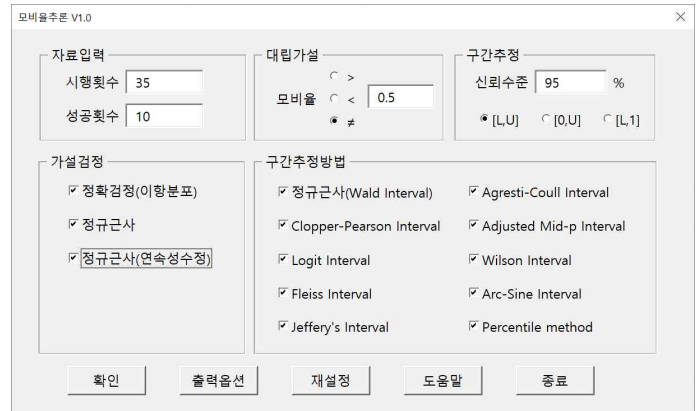 모비율추론 V1.0
자료입력
시행횟수 35
성공횟수 10
대립가설
모비율
>
<
≠
0.5
구간추정
신뢰수준 95 %
[L,U] [0,U] [L,1]
가설검정
정확검정(이항분포)
정규근사
정규근사(연속성수정)
구간추정방법
정규근사(Wald Interval) Agresti-Coull Interval
Clopper-Pearson Interval Adjusted Mid-p Interval
Logit Interval Wilson Interval
Fleiss Interval Arc-Sine Interval
Jeffery's Interval Percentile method
확인 출력옵션 재설정 도움말 종료